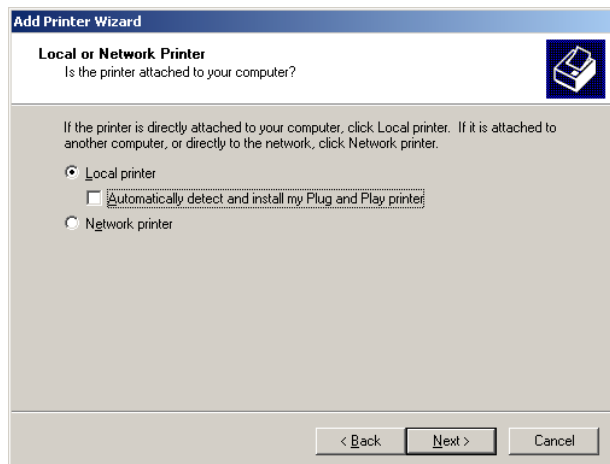 Add Printer Wizard
Local or Network Printer
Is the printer attached to your computer?
If the printer is directly attached to your computer, click Local printer. If it is attached to
another computer, or directly to the network, click Network printer.
Local printer
Automatically detect and install my Plug and Play printer
Network printer
< Back Next > Cancel